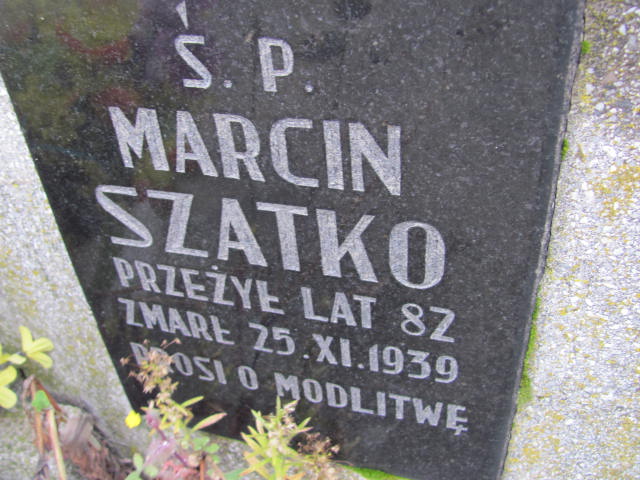 Ś. P.
MARCIN
SZATKO
PRZEŻYŁ LAT 82
ZMARŁ 25.XI.1939
PROSI O MODLITWĘ